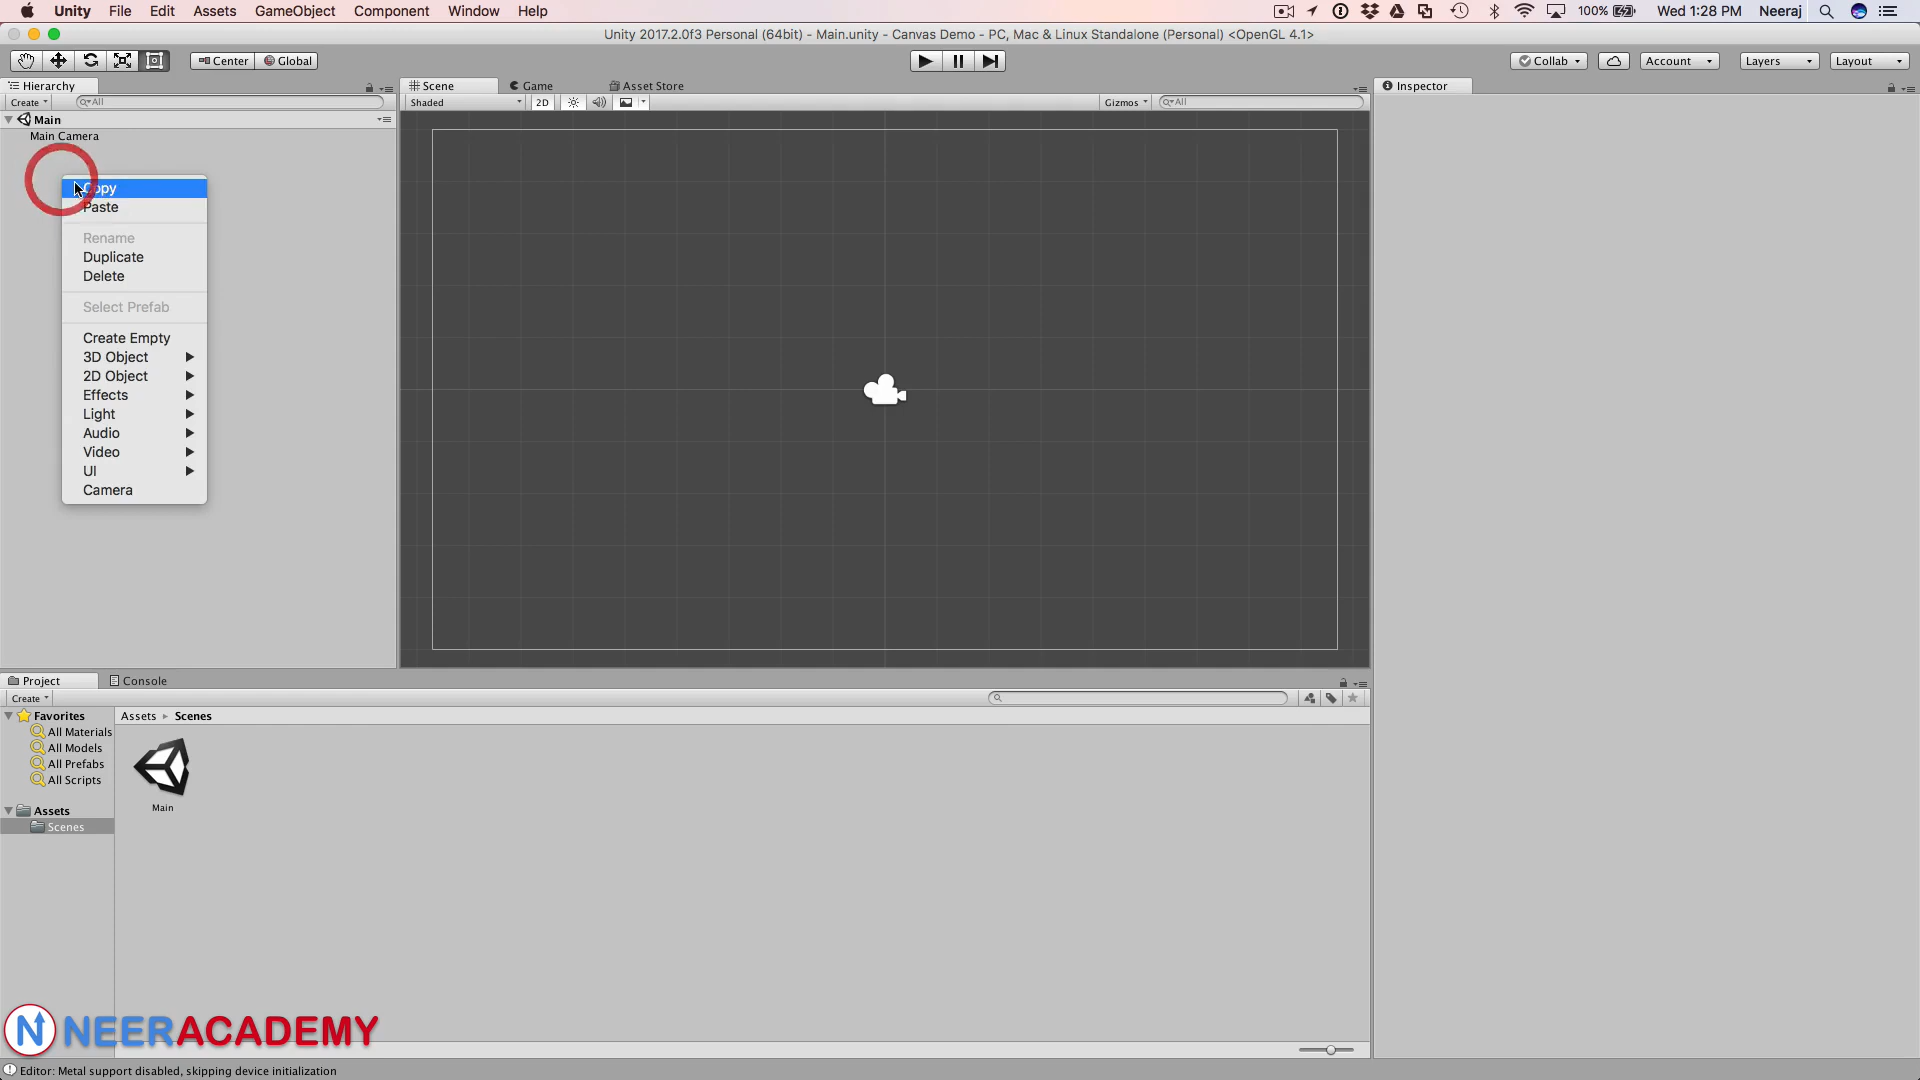 Unity File Edit Assets GameObject Component Window Help 100% Wed 1:28 PM Neeraj
Unity 2017.2.0f3 Personal (64bit) - Main.unity - Canvas Demo - PC, Mac & Linux Standalone (Personal) <OpenGL 4.1>
Center Global Collab Account Layers Layout
Hierarchy Scene Game Asset Store Inspector
Create All Shaded 2D Gizmos All
Main
Main Camera
Copy
Paste
Rename
Duplicate
Delete
Select Prefab
Create Empty
3D Object
2D Object
Effects
Light
Audio
Video
UI
Camera
Project Console
Create
Favorites Assets Scenes
All Materials
All Models
All Prefabs
All Scripts
Main
Assets
Scenes
N NEERACADEMY
Editor: Metal support disabled, skipping device initialization